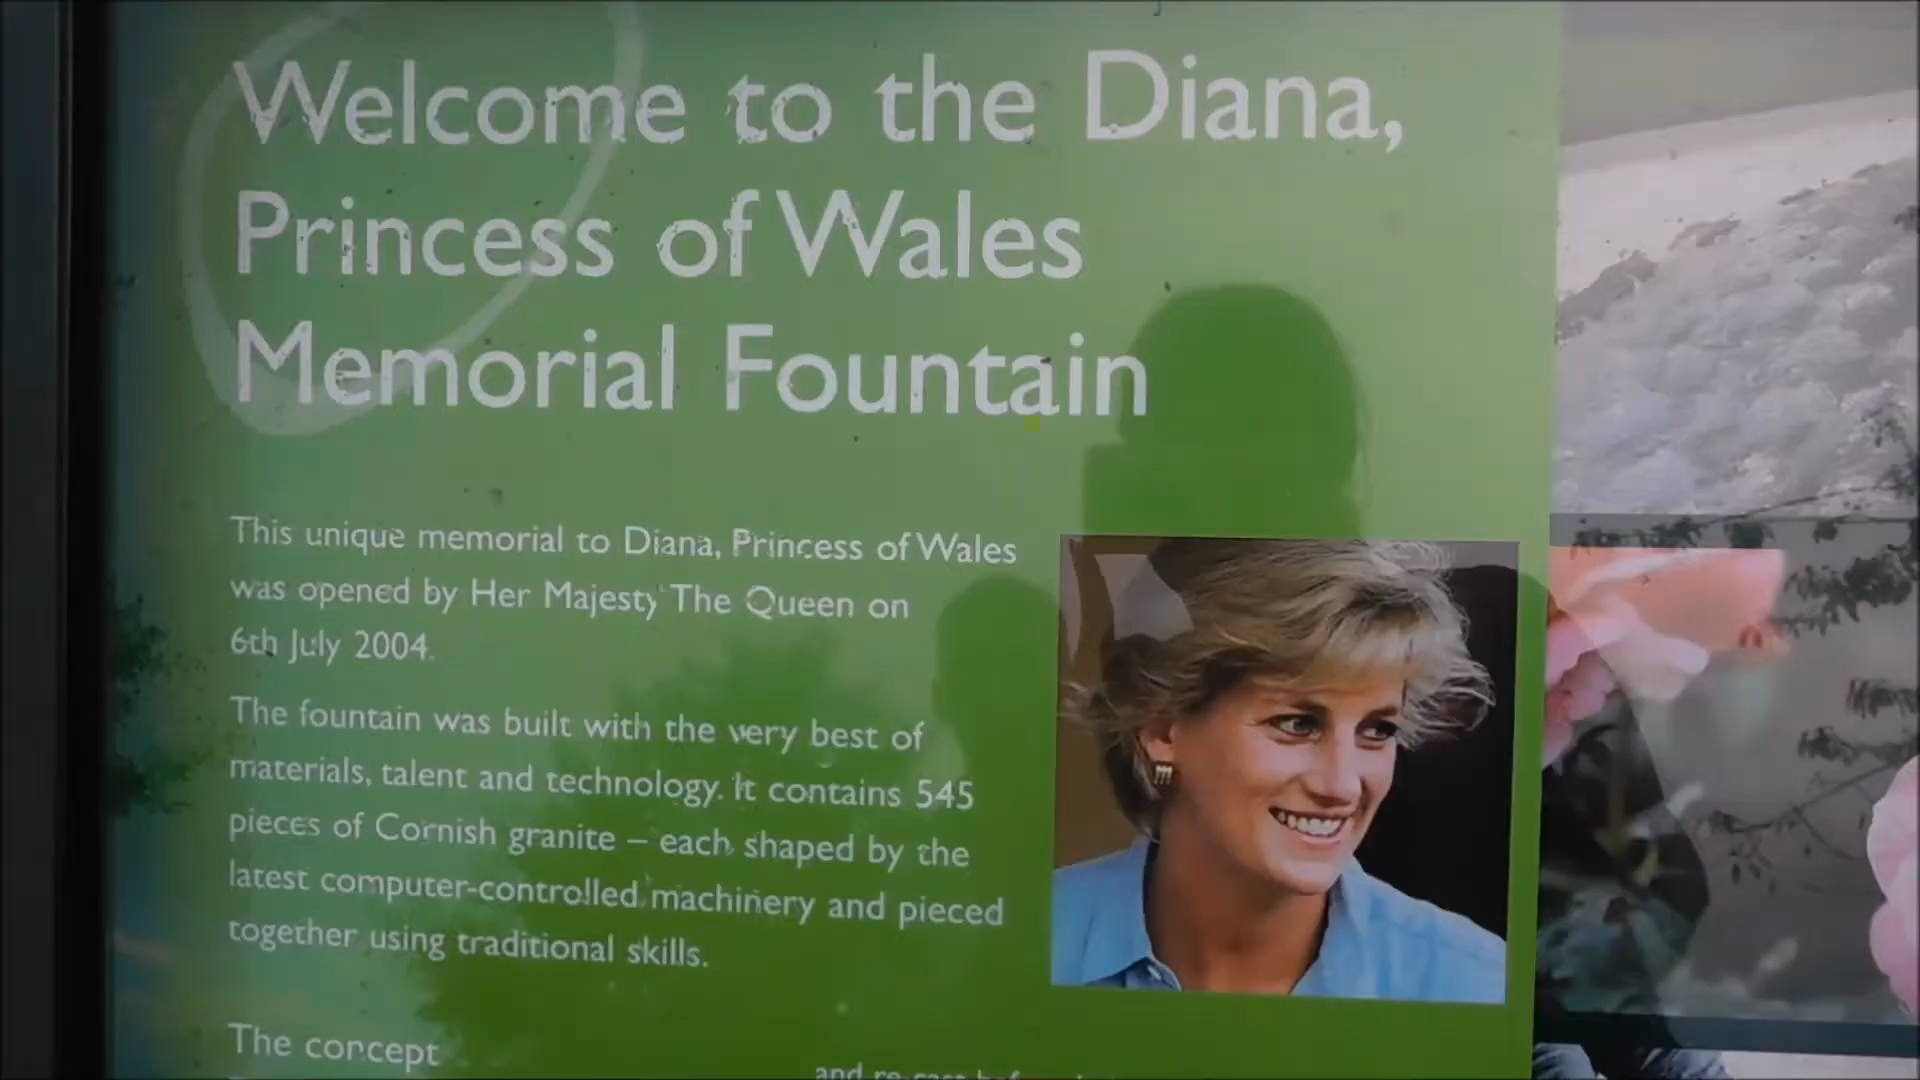 Welcome to the Diana,
Princess of Wales
Memorial Fountain
This unique memorial to Diana, Princess of Wales
was opened by Her Majesty The Queen on
6th July 2004.
The fountain was built with the very best of
materials, talent and technology. It contains 545
pieces of Cornish granite – each shaped by the
latest computer-controlled machinery and pieced
together using traditional skills.
The concept
and re-cast